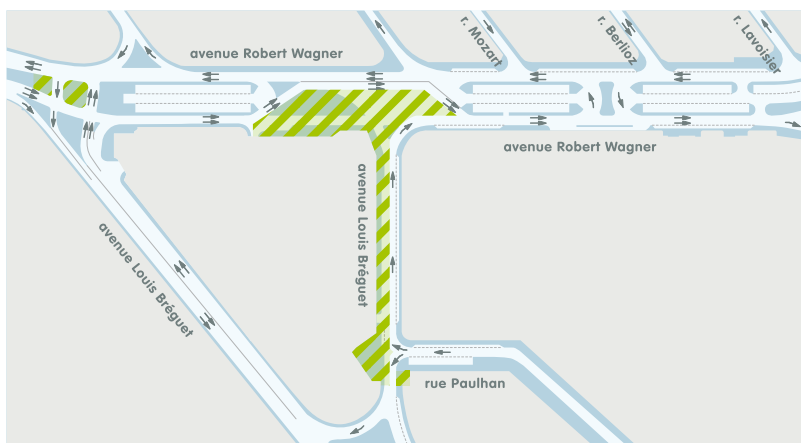 avenue Robert Wagner
r. Mozart
r. Berlioz
r. Lavoisier
avenue Robert Wagner
avenue Louis Bréguet
avenue Louis Bréguet
rue Paulhan